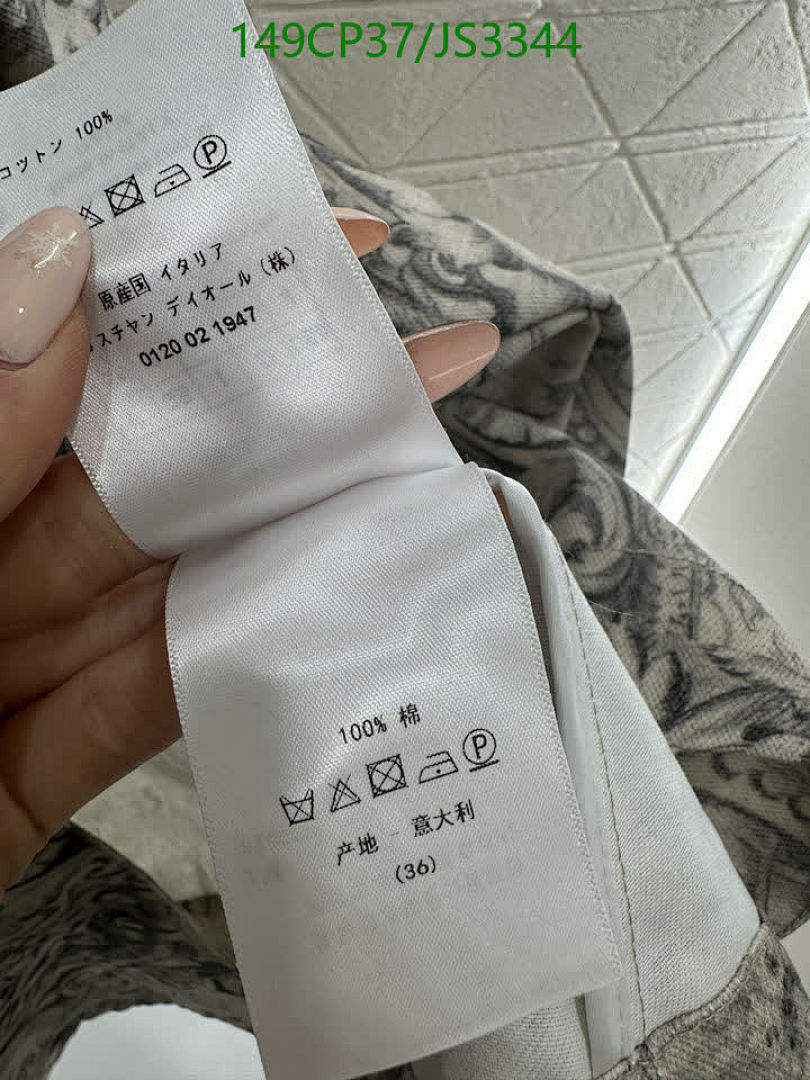 149CP37/JS3344
コットン 100%
P
原産国 イタリア
スチャン ディオール (株)
0120 02 1947
100% 棉
P
产地 - 意大利
(36)